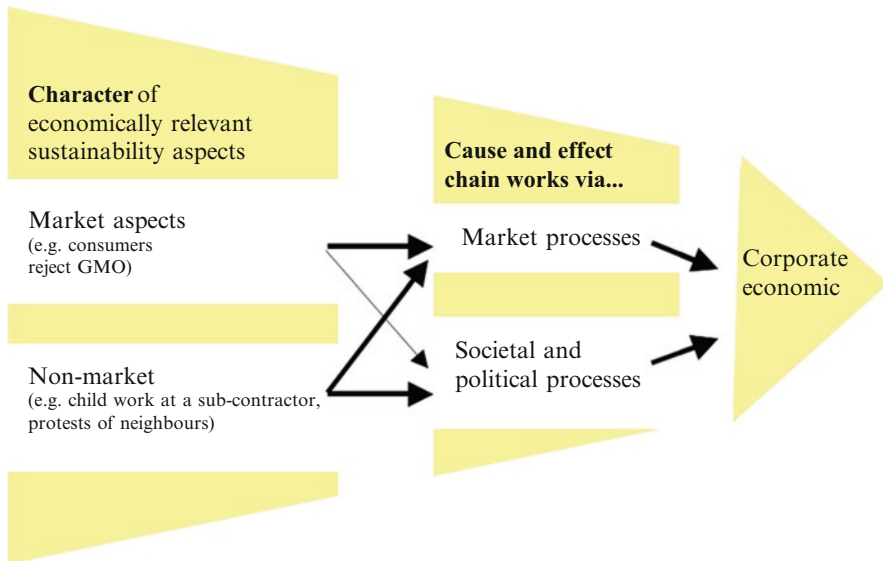 Character of
economically relevant
sustainability aspects
Market aspects
(e.g. consumers
reject GMO)
Non-market
(e.g. child work at a sub-contractor,
protests of neighbours)
Cause and effect
chain works via...
Market processes
Societal and
political processes
Corporate
economic